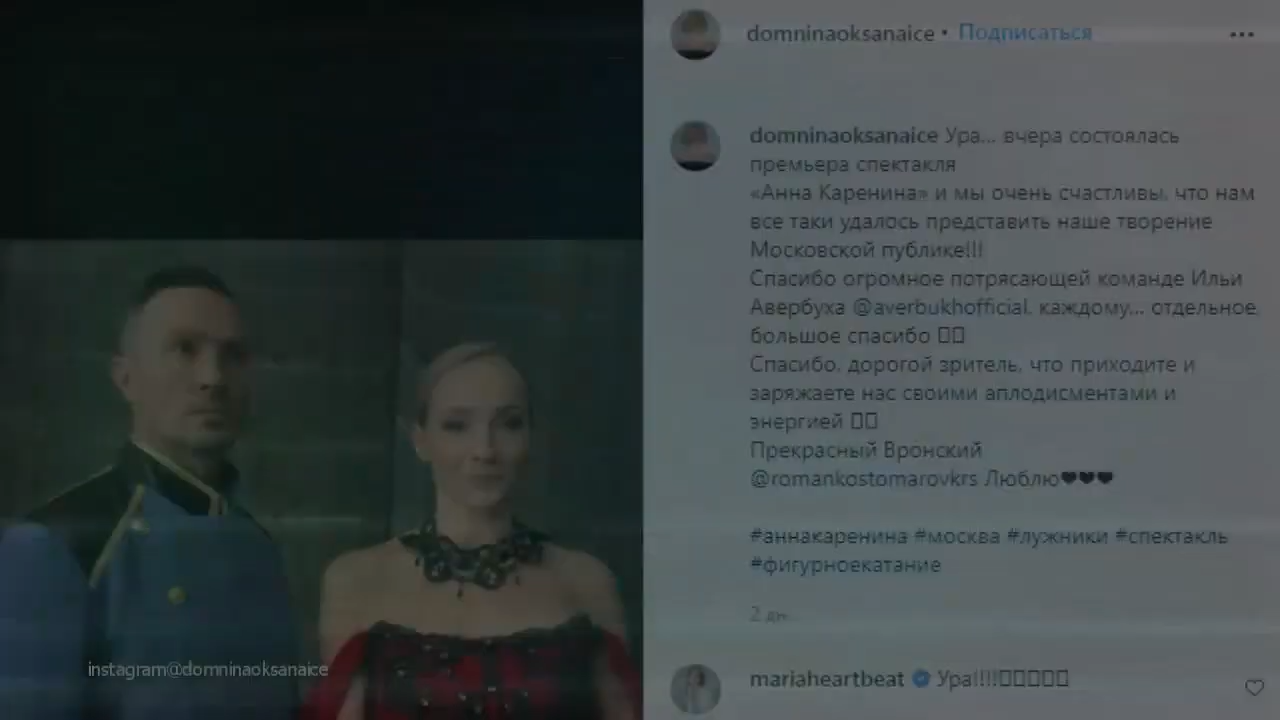 domninaoksanaice • Подписаться
domninaoksanaice Ура... вчера состоялась
премьера спектакля
«Анна Каренина» и мы очень счастливы, что нам
все таки удалось представить наше творение
Московской публике!!!
Спасибо огромное потрясающей команде Ильи
Авербуха @averbukhofficial, каждому... отдельное
большое спасибо
Спасибо, дорогой зритель, что приходите и
заряжаете нас своими аплодисментами и
энергией
Прекрасный Вронский
@romankostomarovkrs Люблю❤❤❤
#аннакаренина #москва #лужники #спектакль
#фигурноекатание
2 дн.
instagram@domninaoksanaice
mariaheartbeat Ура!!!!